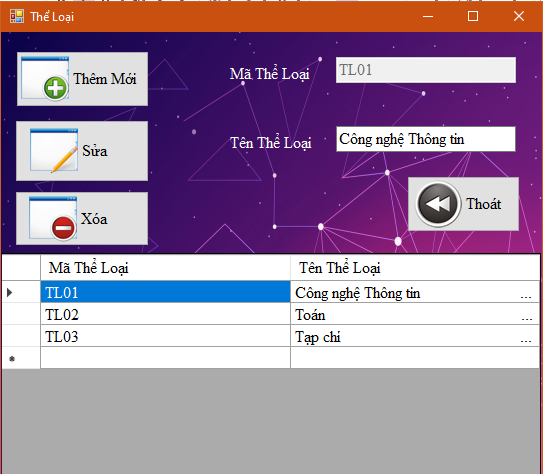 Thể Loại
Thêm Mới
Mã Thể Loại
TL01
Sửa
Tên Thể Loại
Công nghệ Thông tin
Xóa
Thoát
Mã Thể Loại Tên Thể Loại
TL01 Công nghệ Thông tin ...
TL02 Toán ...
TL03 Tạp chí ...